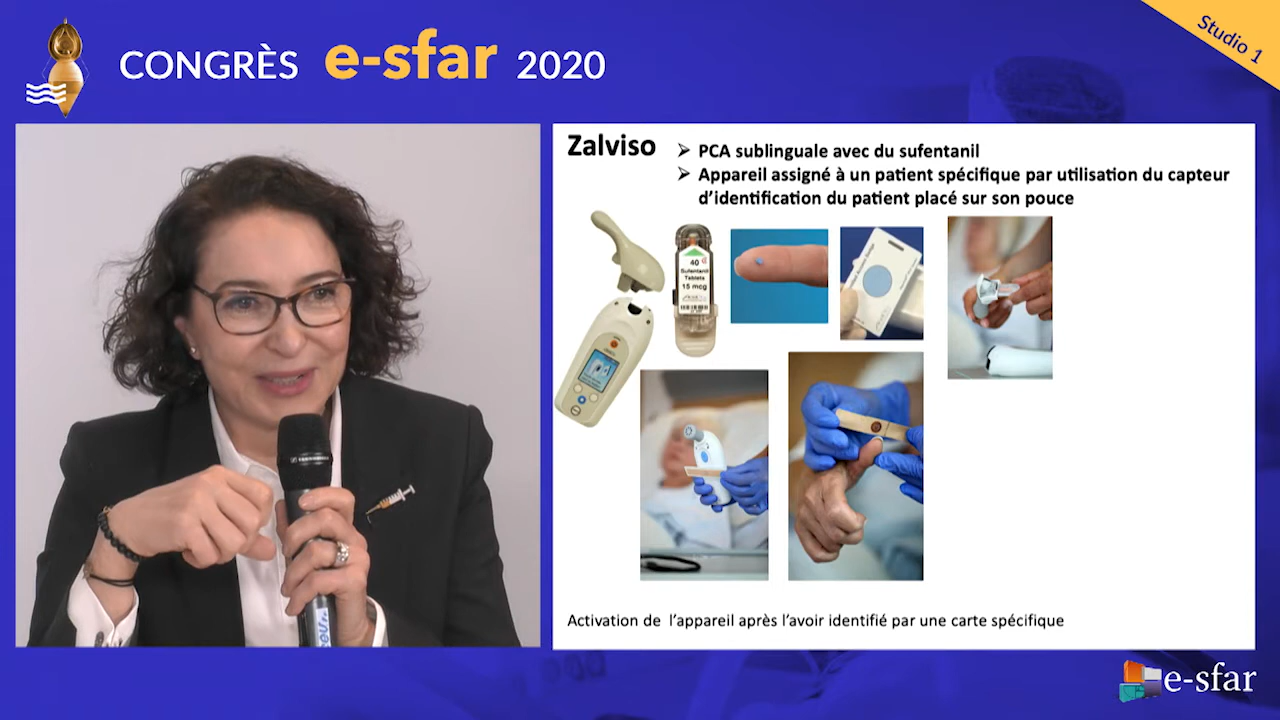 CONGRÈS e-sfar 2020
Studio 1
Zalviso
➢ PCA sublinguale avec du sufentanil
➢ Appareil assigné à un patient spécifique par utilisation du capteur
d'identification du patient placé sur son pouce
40
Sufentanil
Tablets
15 mcg
Activation de l'appareil après l'avoir identifié par une carte spécifique
e-sfar